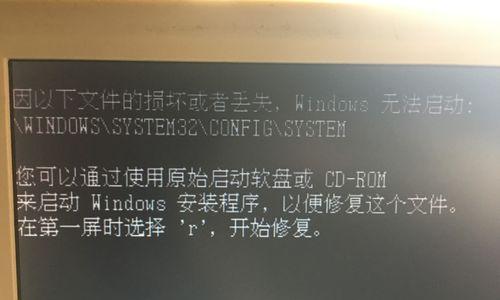 因以下文件的损坏或者丢失，Windows 无法启动:
\WINDOWS\SYSTEM32\CONFIG\SYSTEM
您可以通过使用原始启动软盘或 CD-ROM
来启动 Windows 安装程序，以便修复这个文件。
在第一屏时选择 'r'，开始修复。